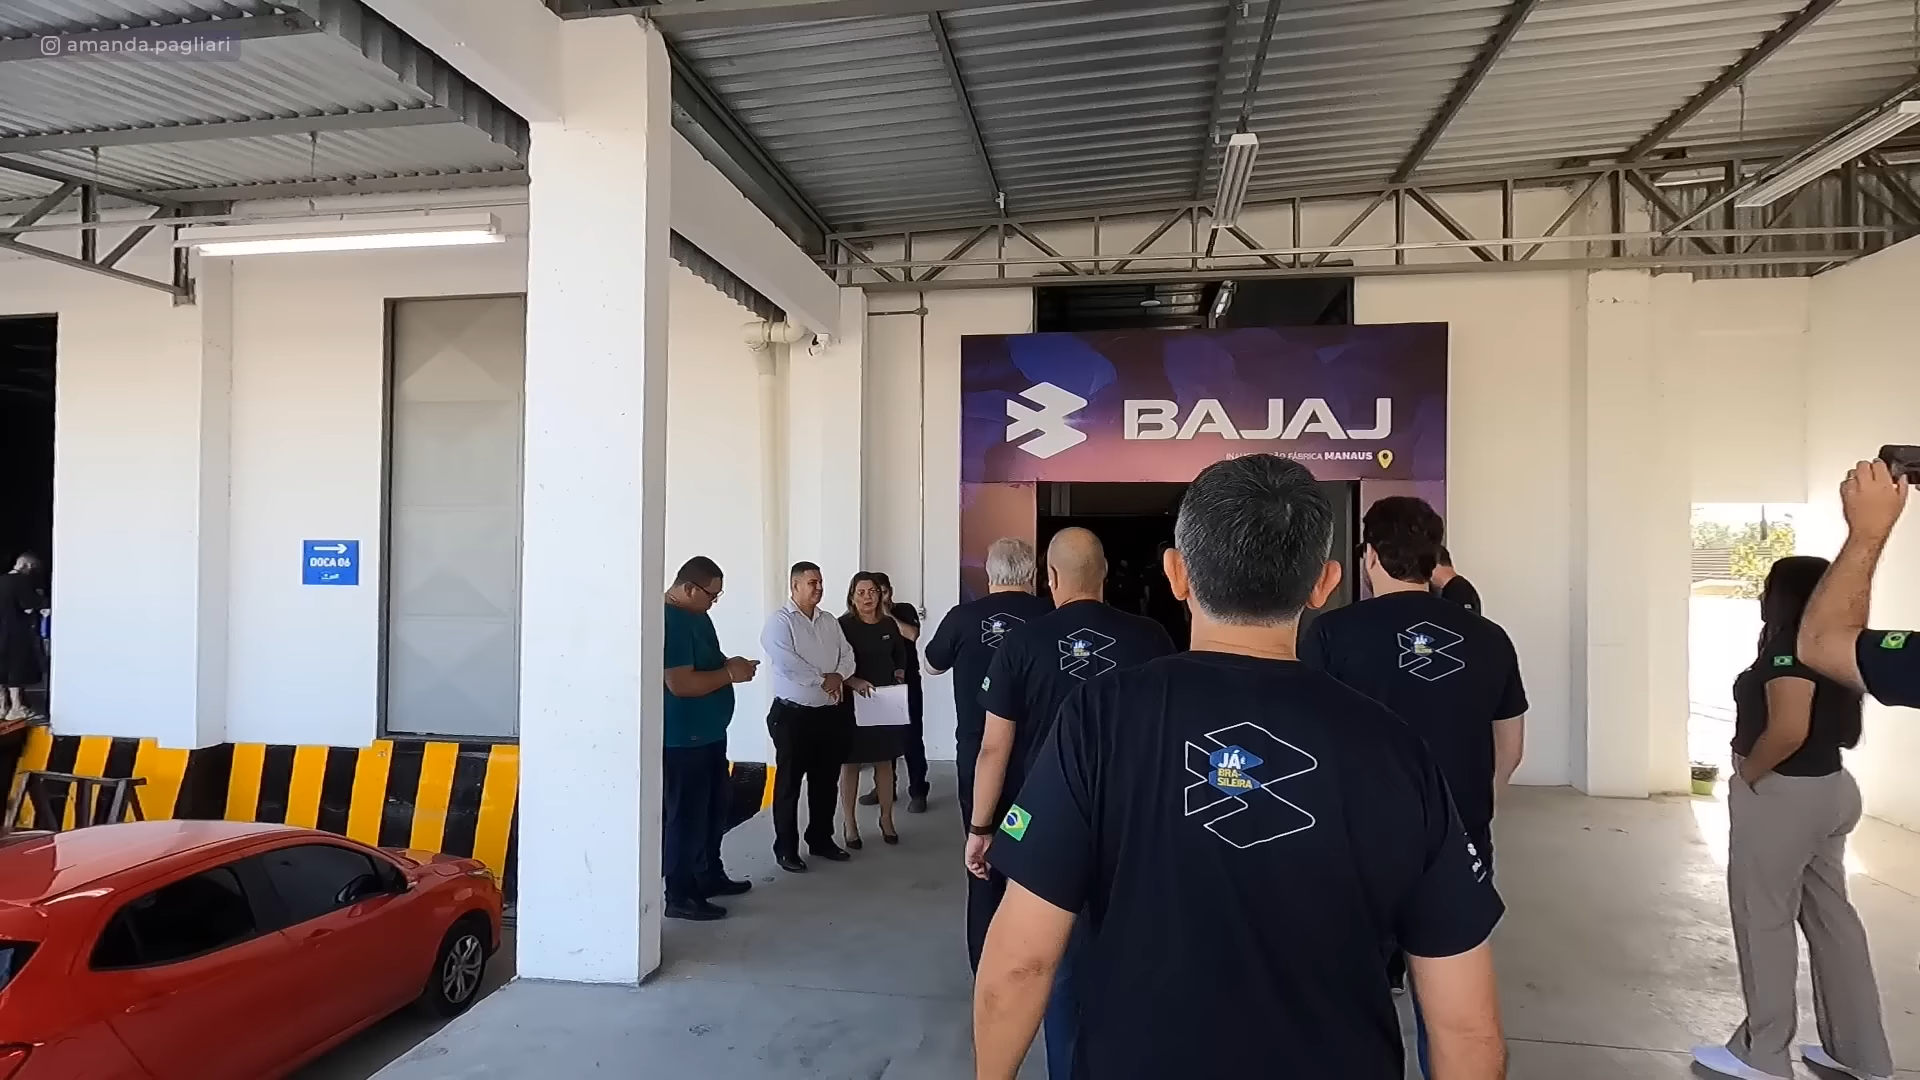 amanda.pagliari
BAJAJ
FÁBRICA MANAUS
DOCA 06
JÁ É
BRA-
SILEIRA